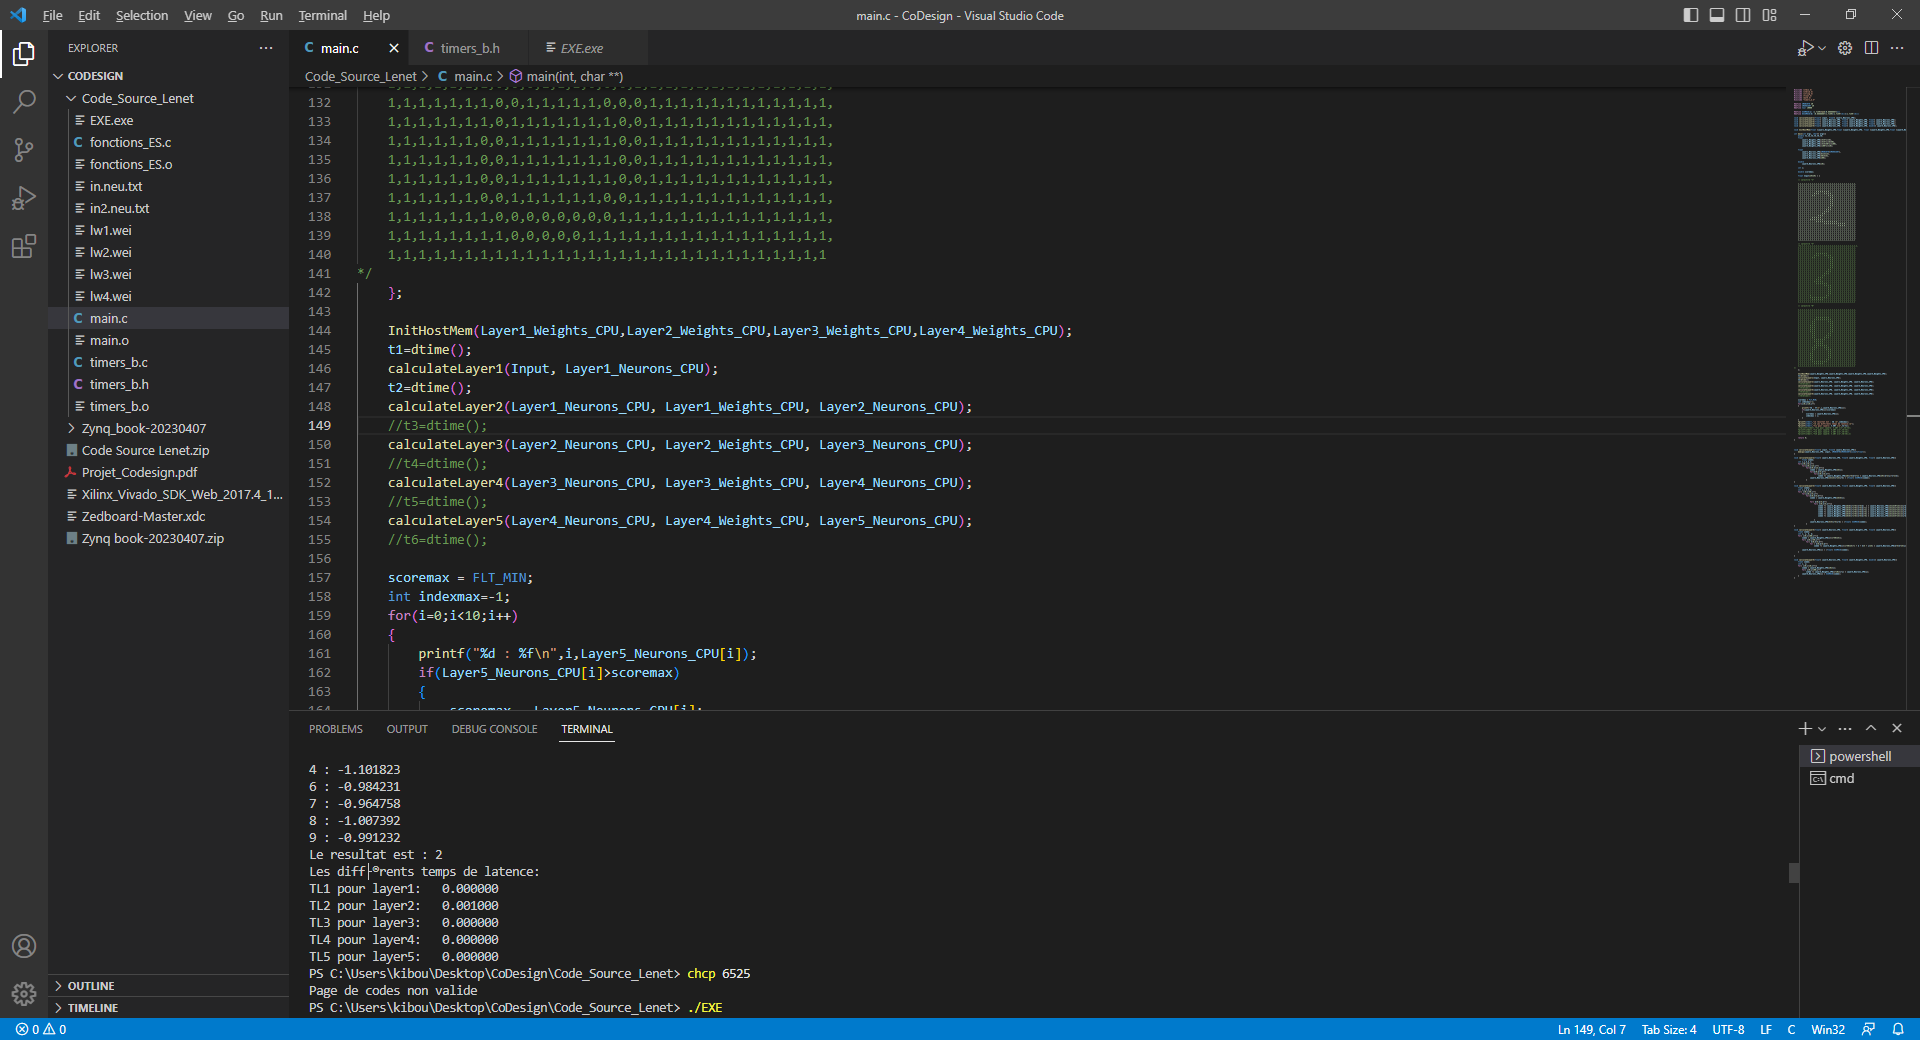 File Edit Selection View Go Run Terminal Help
main.c - CoDesign - Visual Studio Code
EXPLORER
CODESIGN
Code_Source_Lenet
EXE.exe
C fonctions_ES.c
fonctions_ES.o
in.neu.txt
in2.neu.txt
lw1.wei
lw2.wei
lw3.wei
lw4.wei
C main.c
main.o
C timers_b.c
C timers_b.h
timers_b.o
Zynq_book-20230407
Code Source Lenet.zip
Projet_Codesign.pdf
Xilinx_Vivado_SDK_Web_2017.4_1...
Zedboard-Master.xdc
Zynq book-20230407.zip
OUTLINE
TIMELINE
C main.c
C timers_b.h
EXE.exe
Code_Source_Lenet > C main.c > main(int, char **)
132 1,1,1,1,1,1,1,0,0,1,1,1,1,1,0,0,0,1,1,1,1,1,1,1,1,1,1,1,1,
133 1,1,1,1,1,1,1,0,1,1,1,1,1,1,1,0,0,1,1,1,1,1,1,1,1,1,1,1,1,
134 1,1,1,1,1,1,0,0,1,1,1,1,1,1,1,0,0,1,1,1,1,1,1,1,1,1,1,1,1,
135 1,1,1,1,1,1,0,0,1,1,1,1,1,1,1,0,0,1,1,1,1,1,1,1,1,1,1,1,1,
136 1,1,1,1,1,1,0,0,1,1,1,1,1,1,1,0,0,1,1,1,1,1,1,1,1,1,1,1,1,
137 1,1,1,1,1,1,0,0,1,1,1,1,1,1,0,0,1,1,1,1,1,1,1,1,1,1,1,1,1,
138 1,1,1,1,1,1,1,0,0,0,0,0,0,0,0,1,1,1,1,1,1,1,1,1,1,1,1,1,1,
139 1,1,1,1,1,1,1,1,0,0,0,0,0,1,1,1,1,1,1,1,1,1,1,1,1,1,1,1,1,
140 1,1,1,1,1,1,1,1,1,1,1,1,1,1,1,1,1,1,1,1,1,1,1,1,1,1,1,1,1
141 */
142 };
143
144 InitHostMem(Layer1_Weights_CPU,Layer2_Weights_CPU,Layer3_Weights_CPU,Layer4_Weights_CPU);
145 t1=dtime();
146 calculateLayer1(Input, Layer1_Neurons_CPU);
147 t2=dtime();
148 calculateLayer2(Layer1_Neurons_CPU, Layer1_Weights_CPU, Layer2_Neurons_CPU);
149 //t3=dtime();
150 calculateLayer3(Layer2_Neurons_CPU, Layer2_Weights_CPU, Layer3_Neurons_CPU);
151 //t4=dtime();
152 calculateLayer4(Layer3_Neurons_CPU, Layer3_Weights_CPU, Layer4_Neurons_CPU);
153 //t5=dtime();
154 calculateLayer5(Layer4_Neurons_CPU, Layer4_Weights_CPU, Layer5_Neurons_CPU);
155 //t6=dtime();
156
157 scoremax = FLT_MIN;
158 int indexmax=-1;
159 for(i=0;i<10;i++)
160 {
161 printf("%d : %f\n",i,Layer5_Neurons_CPU[i]);
162 if(Layer5_Neurons_CPU[i]>scoremax)
163 {
164 scoremax = Layer5_Neurons_CPU[i];
PROBLEMS OUTPUT DEBUG CONSOLE TERMINAL
4 : -1.101823
6 : -0.984231
7 : -0.964758
8 : -1.007392
9 : -0.991232
Le resultat est : 2
Les diff├®rents temps de latence:
TL1 pour layer1: 0.000000
TL2 pour layer2: 0.001000
TL3 pour layer3: 0.000000
TL4 pour layer4: 0.000000
TL5 pour layer5: 0.000000
PS C:\Users\kibou\Desktop\CoDesign\Code_Source_Lenet> chcp 6525
Page de codes non valide
PS C:\Users\kibou\Desktop\CoDesign\Code_Source_Lenet> ./EXE
powershell
cmd
0 0
Ln 149, Col 7 Tab Size: 4 UTF-8 LF C Win32